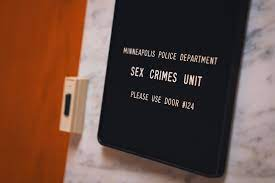 MINNEAPOLIS POLICE DEPARTMENT
SEX CRIMES UNIT
PLEASE USE DOOR #124